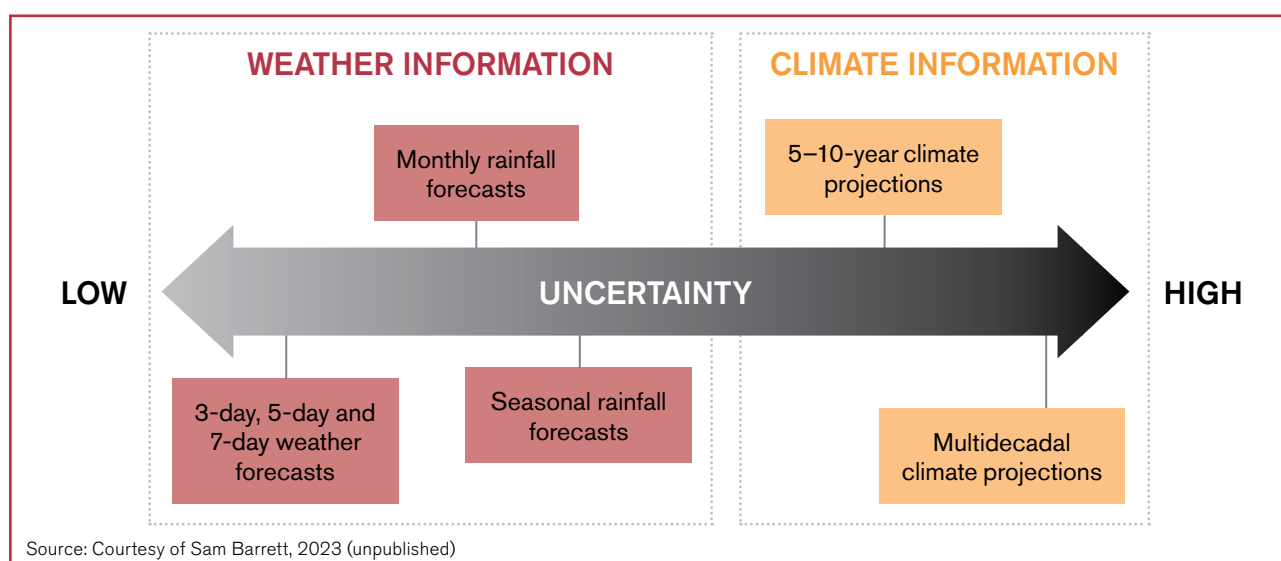 WEATHER INFORMATION
CLIMATE INFORMATION
Monthly rainfall
forecasts
5–10-year climate
projections
LOW
UNCERTAINTY
HIGH
3-day, 5-day and
7-day weather
forecasts
Seasonal rainfall
forecasts
Multidecadal
climate projections
Source: Courtesy of Sam Barrett, 2023 (unpublished)